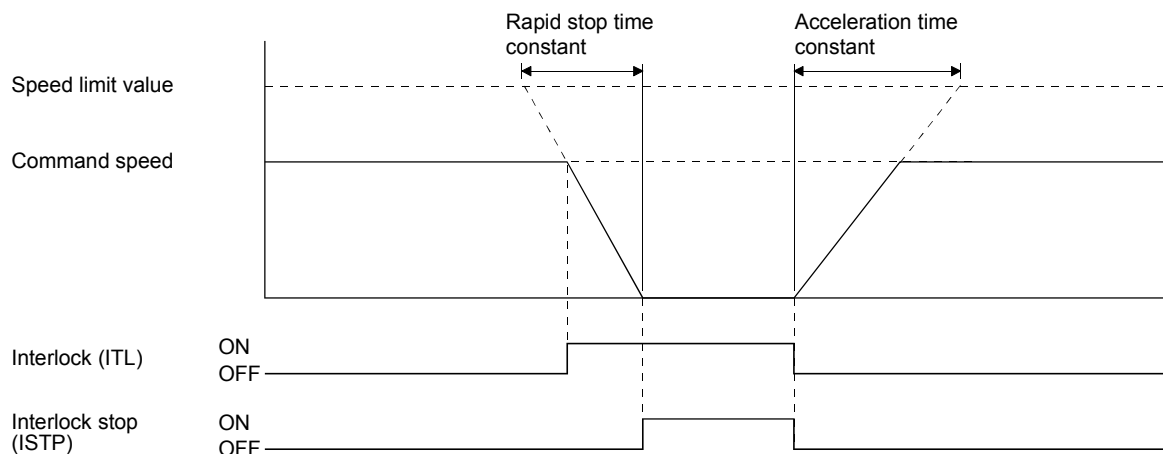 Rapid stop time
constant
Acceleration time
constant
Speed limit value
Command speed
Interlock (ITL)
ON
OFF
Interlock stop
(ISTP)
ON
OFF